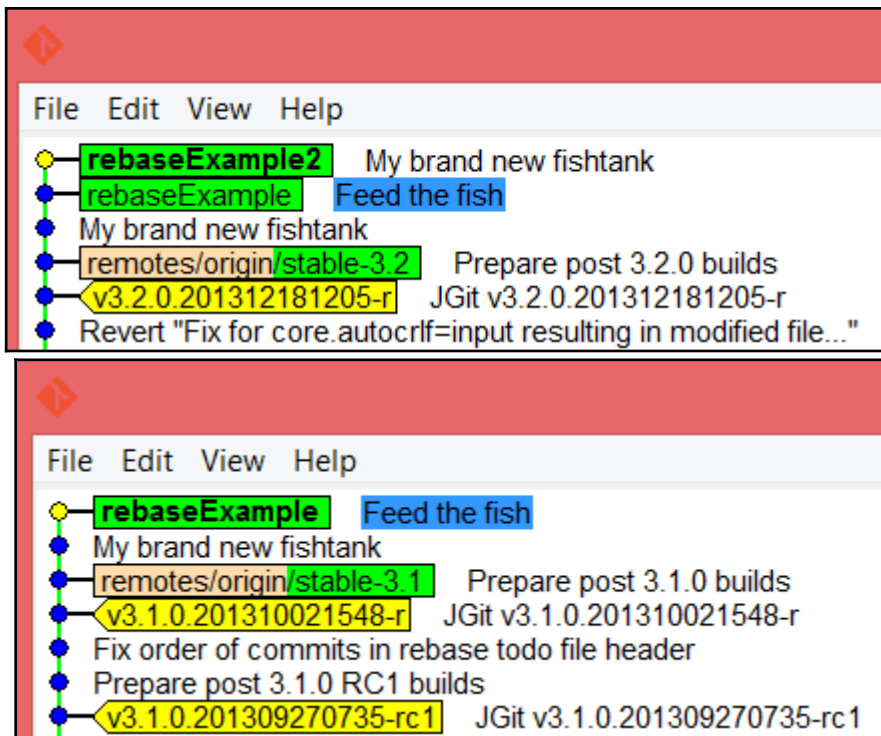 File Edit View Help
rebaseExample2 My brand new fishtank
rebaseExample Feed the fish
My brand new fishtank
remotes/origin/stable-3.2 Prepare post 3.2.0 builds
v3.2.0.201312181205-r JGit v3.2.0.201312181205-r
Revert "Fix for core.autocrlf=input resulting in modified file..."
File Edit View Help
rebaseExample Feed the fish
My brand new fishtank
remotes/origin/stable-3.1 Prepare post 3.1.0 builds
v3.1.0.201310021548-r JGit v3.1.0.201310021548-r
Fix order of commits in rebase todo file header
Prepare post 3.1.0 RC1 builds
v3.1.0.201309270735-rc1 JGit v3.1.0.201309270735-rc1